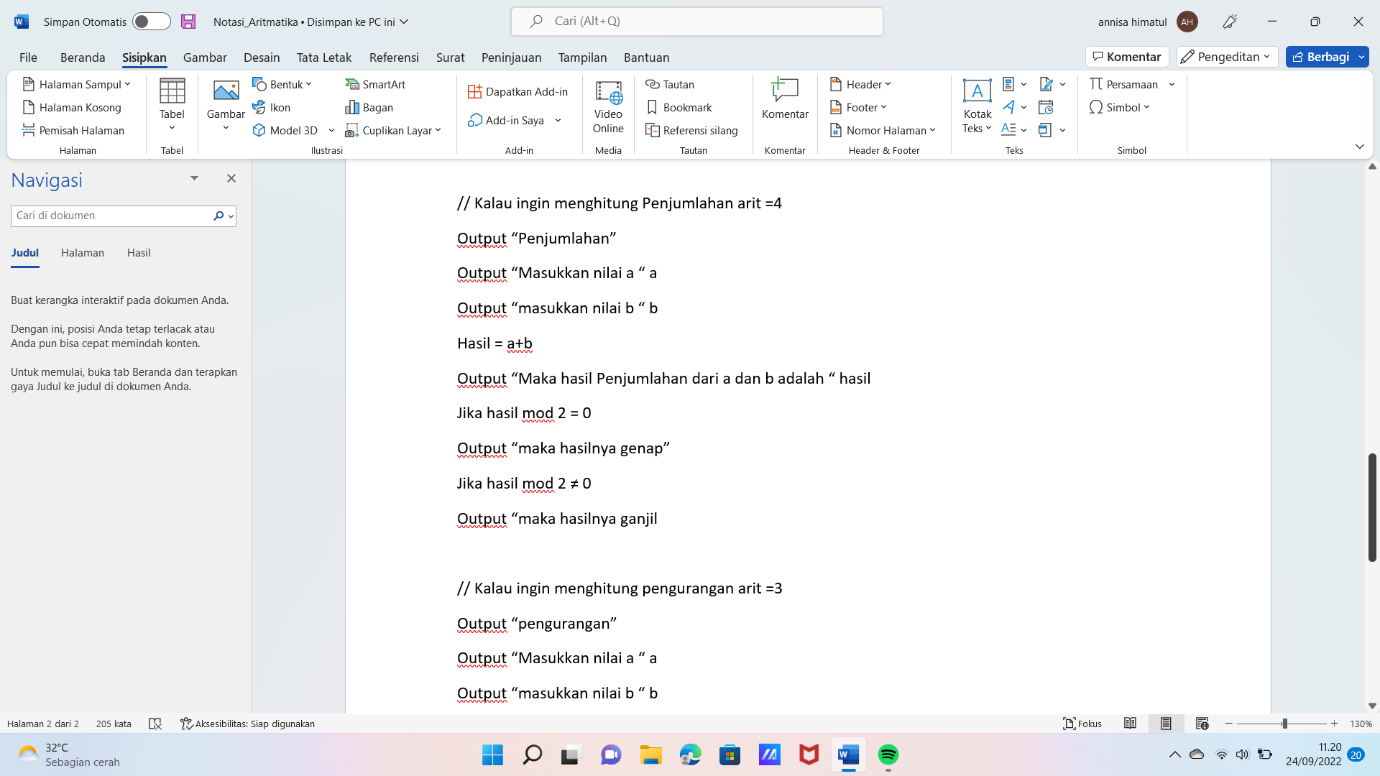 Simpan Otomatis
Notasi_Aritmatika • Disimpan ke PC ini
Cari (Alt+Q)
annisa himatul
AH
File Beranda Sisipkan Gambar Desain Tata Letak Referensi Surat Peninjauan Tampilan Bantuan
Komentar
Pengeditan
Berbagi
Halaman Sampul
Halaman Kosong
Pemisah Halaman
Halaman
Tabel
Tabel
Gambar
Bentuk
Ikon
Model 3D
SmartArt
Bagan
Cuplikan Layar
Ilustrasi
Dapatkan Add-in
Add-in Saya
Add-in
Video
Online
Media
Tautan
Bookmark
Referensi silang
Tautan
Komentar
Komentar
Header
Footer
Nomor Halaman
Header & Footer
Kotak
Teks
Teks
Persamaan
Simbol
Simbol
Navigasi
Cari di dokumen
Judul Halaman Hasil
Buat kerangka interaktif pada dokumen Anda.
Dengan ini, posisi Anda tetap terlacak atau
Anda pun bisa cepat memindah konten.
Untuk memulai, buka tab Beranda dan terapkan
gaya Judul ke judul di dokumen Anda.
// Kalau ingin menghitung Penjumlahan arit =4
Output “Penjumlahan”
Output “Masukkan nilai a “ a
Output “masukkan nilai b “ b
Hasil = a+b
Output “Maka hasil Penjumlahan dari a dan b adalah “ hasil
Jika hasil mod 2 = 0
Output “maka hasilnya genap”
Jika hasil mod 2 ≠ 0
Output “maka hasilnya ganjil
// Kalau ingin menghitung pengurangan arit =3
Output “pengurangan”
Output “Masukkan nilai a “ a
Output “masukkan nilai b “ b
Halaman 2 dari 2 205 kata Aksesibilitas: Siap digunakan
Fokus
130%
32°C
Sebagian cerah
11.20
24/09/2022
20